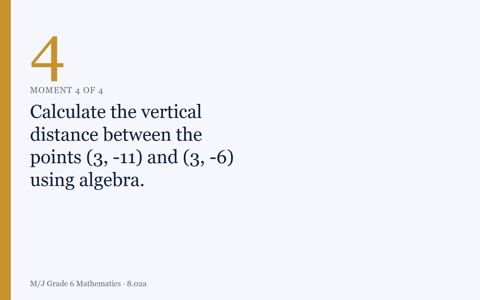 4
MOMENT 4 OF 4
Calculate the vertical
distance between the
points (3, -11) and (3, -6)
using algebra.
M/J Grade 6 Mathematics · 8.02a